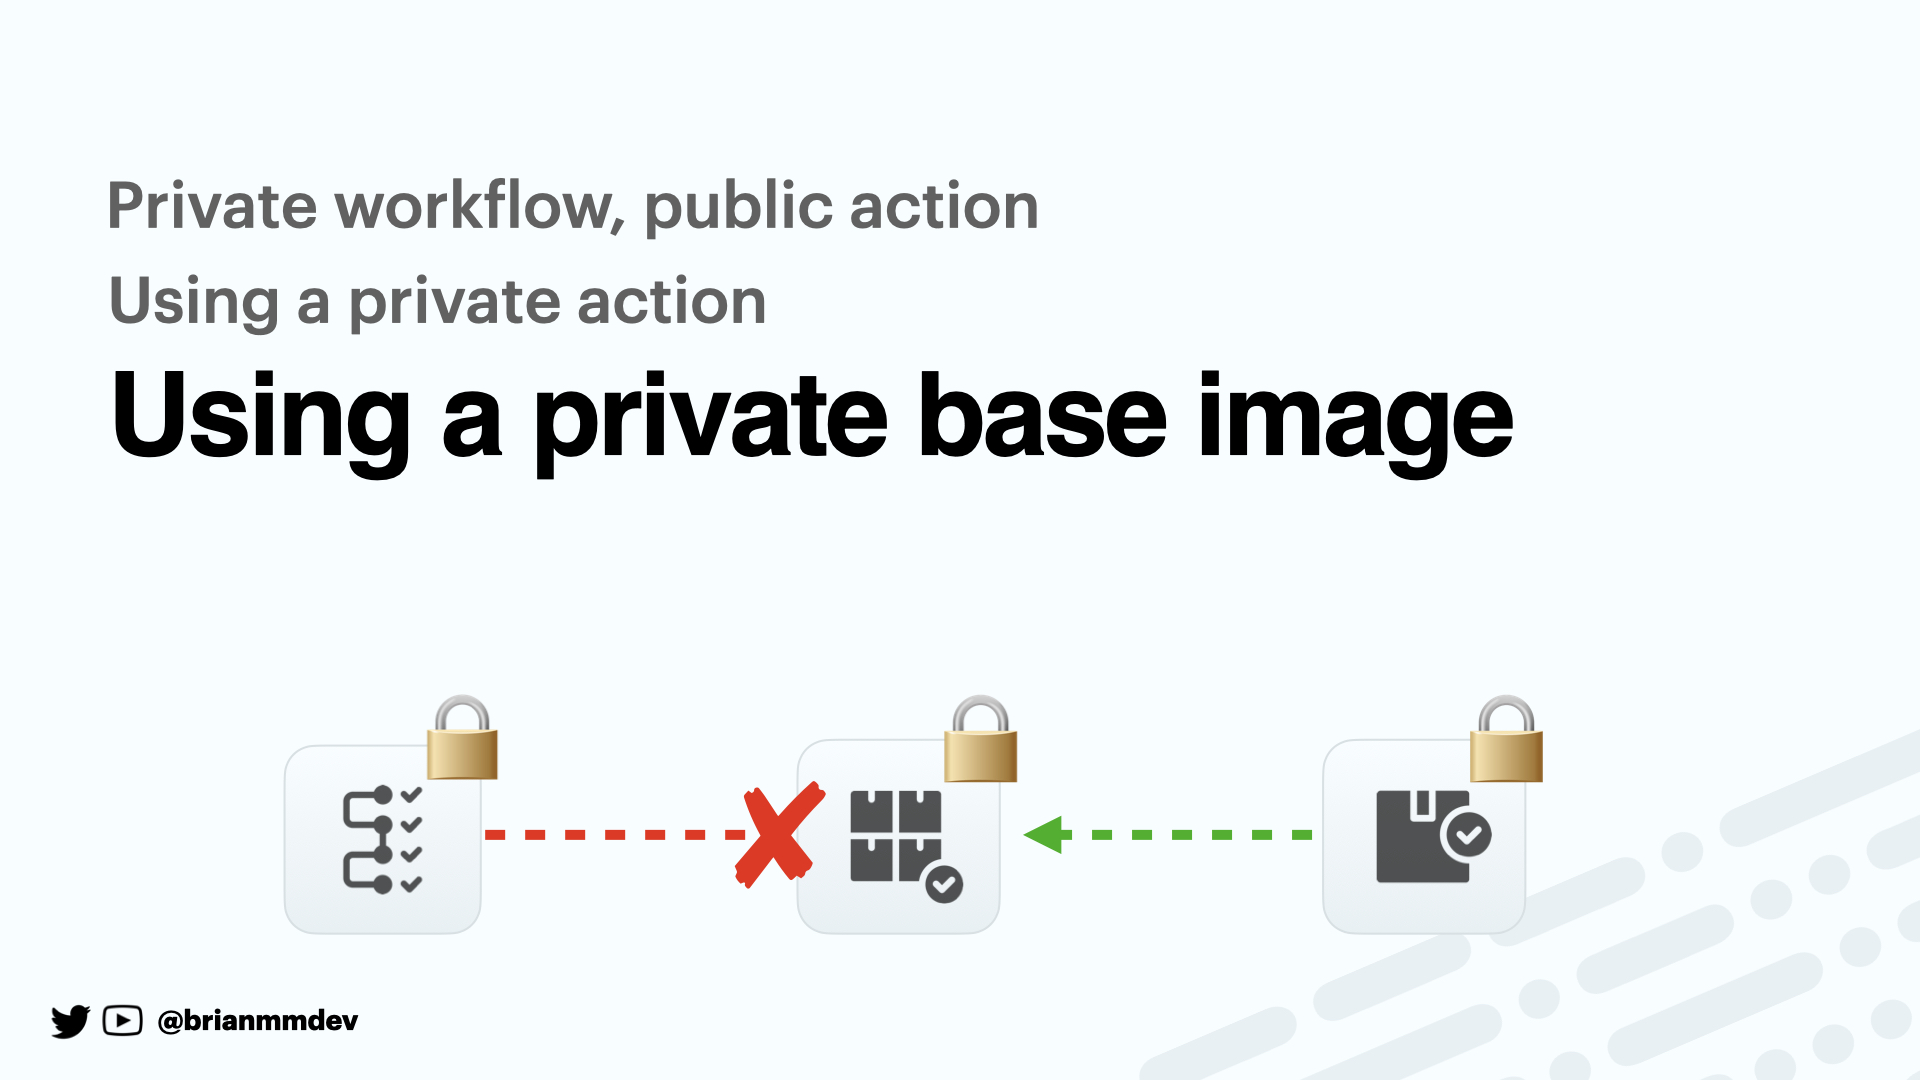 Private workflow, public action
Using a private action
Using a private base image
@brianmmdev